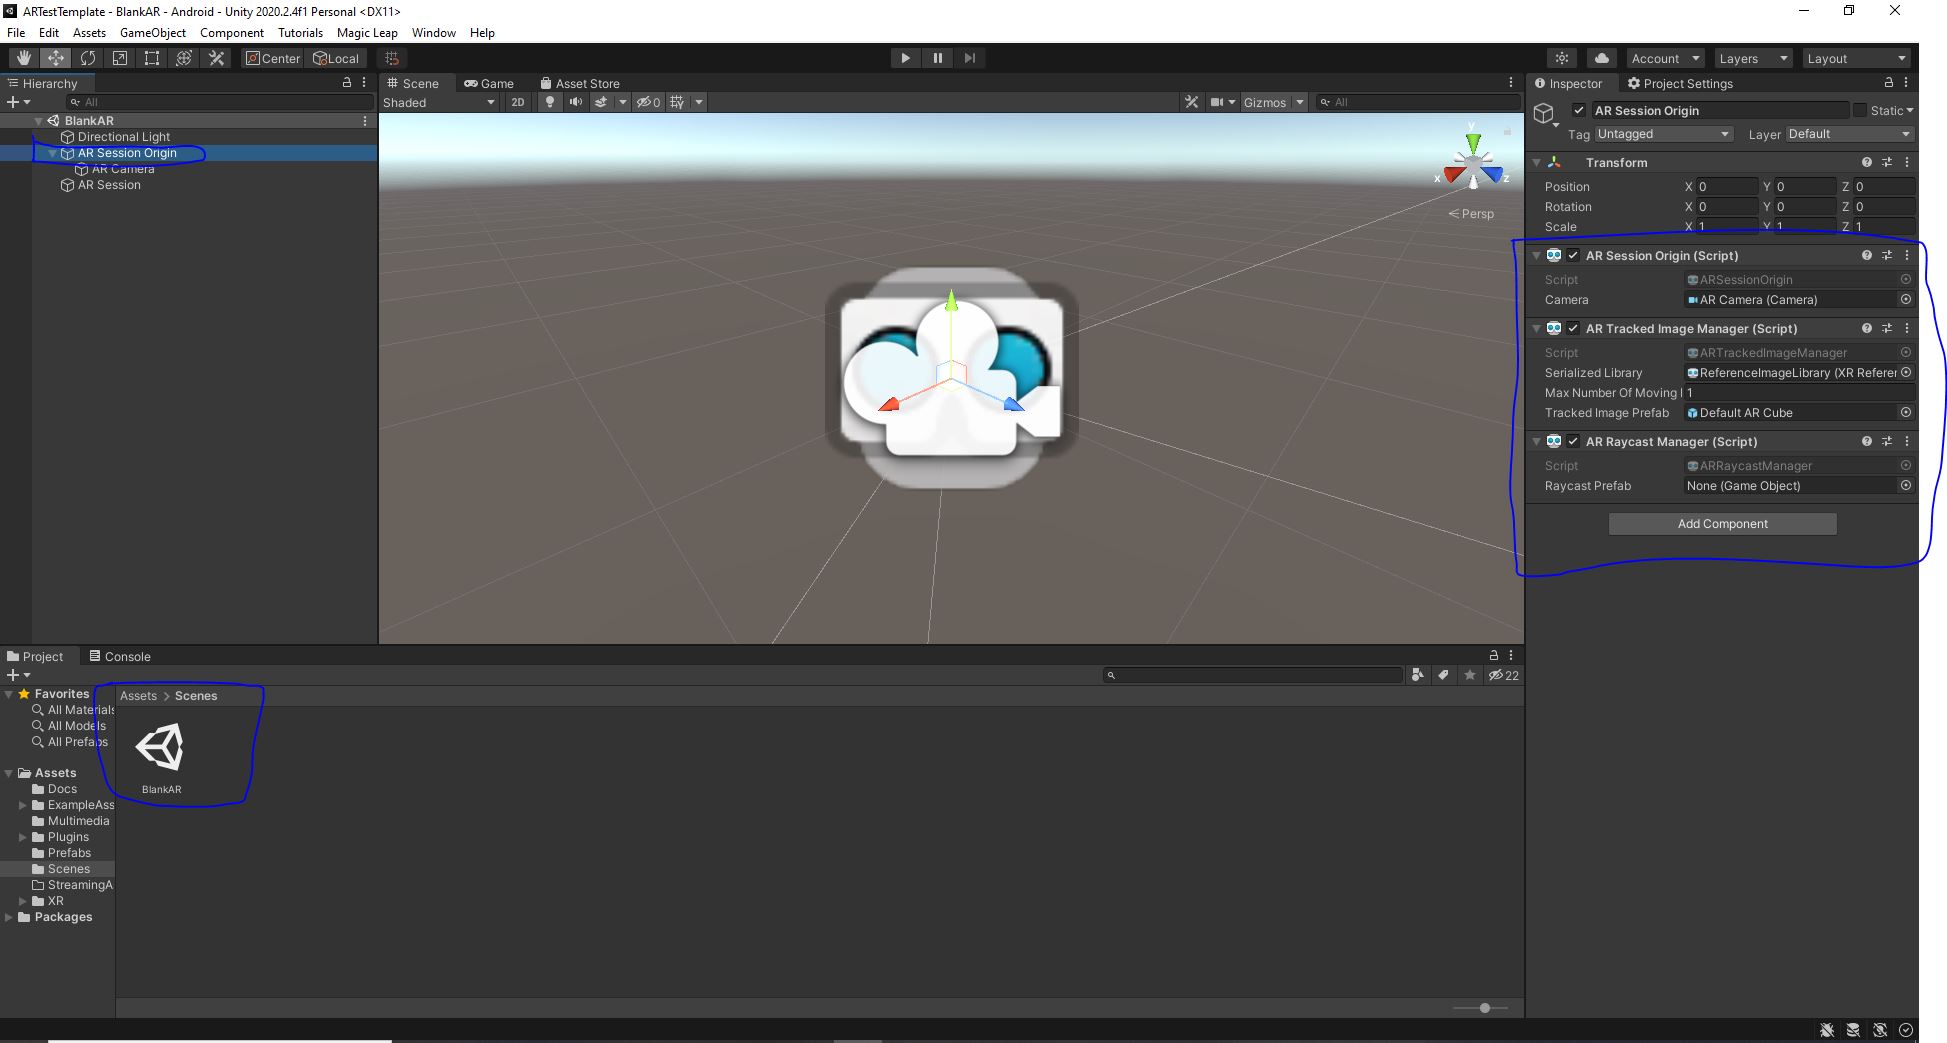 ARTestTemplate - BlankAR - Android - Unity 2020.2.4f1 Personal <DX11>
File Edit Assets GameObject Component Tutorials Magic Leap Window Help
Center Local Account Layers Layout
Hierarchy
All
BlankAR
Directional Light
AR Session Origin
AR Camera
AR Session
Scene Game Asset Store
Shaded 2D 0 Gizmos All
y
x z
Persp
Inspector Project Settings
AR Session Origin Static
Tag Untagged Layer Default
Transform
Position X 0 Y 0 Z 0
Rotation X 0 Y 0 Z 0
Scale X 1 Y 1 Z 1
AR Session Origin (Script)
Script ARSessionOrigin
Camera AR Camera (Camera)
AR Tracked Image Manager (Script)
Script ARTrackedImageManager
Serialized Library ReferenceImageLibrary (XR Referer
Max Number Of Moving I 1
Tracked Image Prefab Default AR Cube
AR Raycast Manager (Script)
Script ARRaycastManager
Raycast Prefab None (Game Object)
Add Component
Project Console
22
Favorites
All Materials
All Models
All Prefabs
Assets
Docs
ExampleAss
Multimedia
Plugins
Prefabs
Scenes
StreamingA
XR
Packages
Assets > Scenes
BlankAR